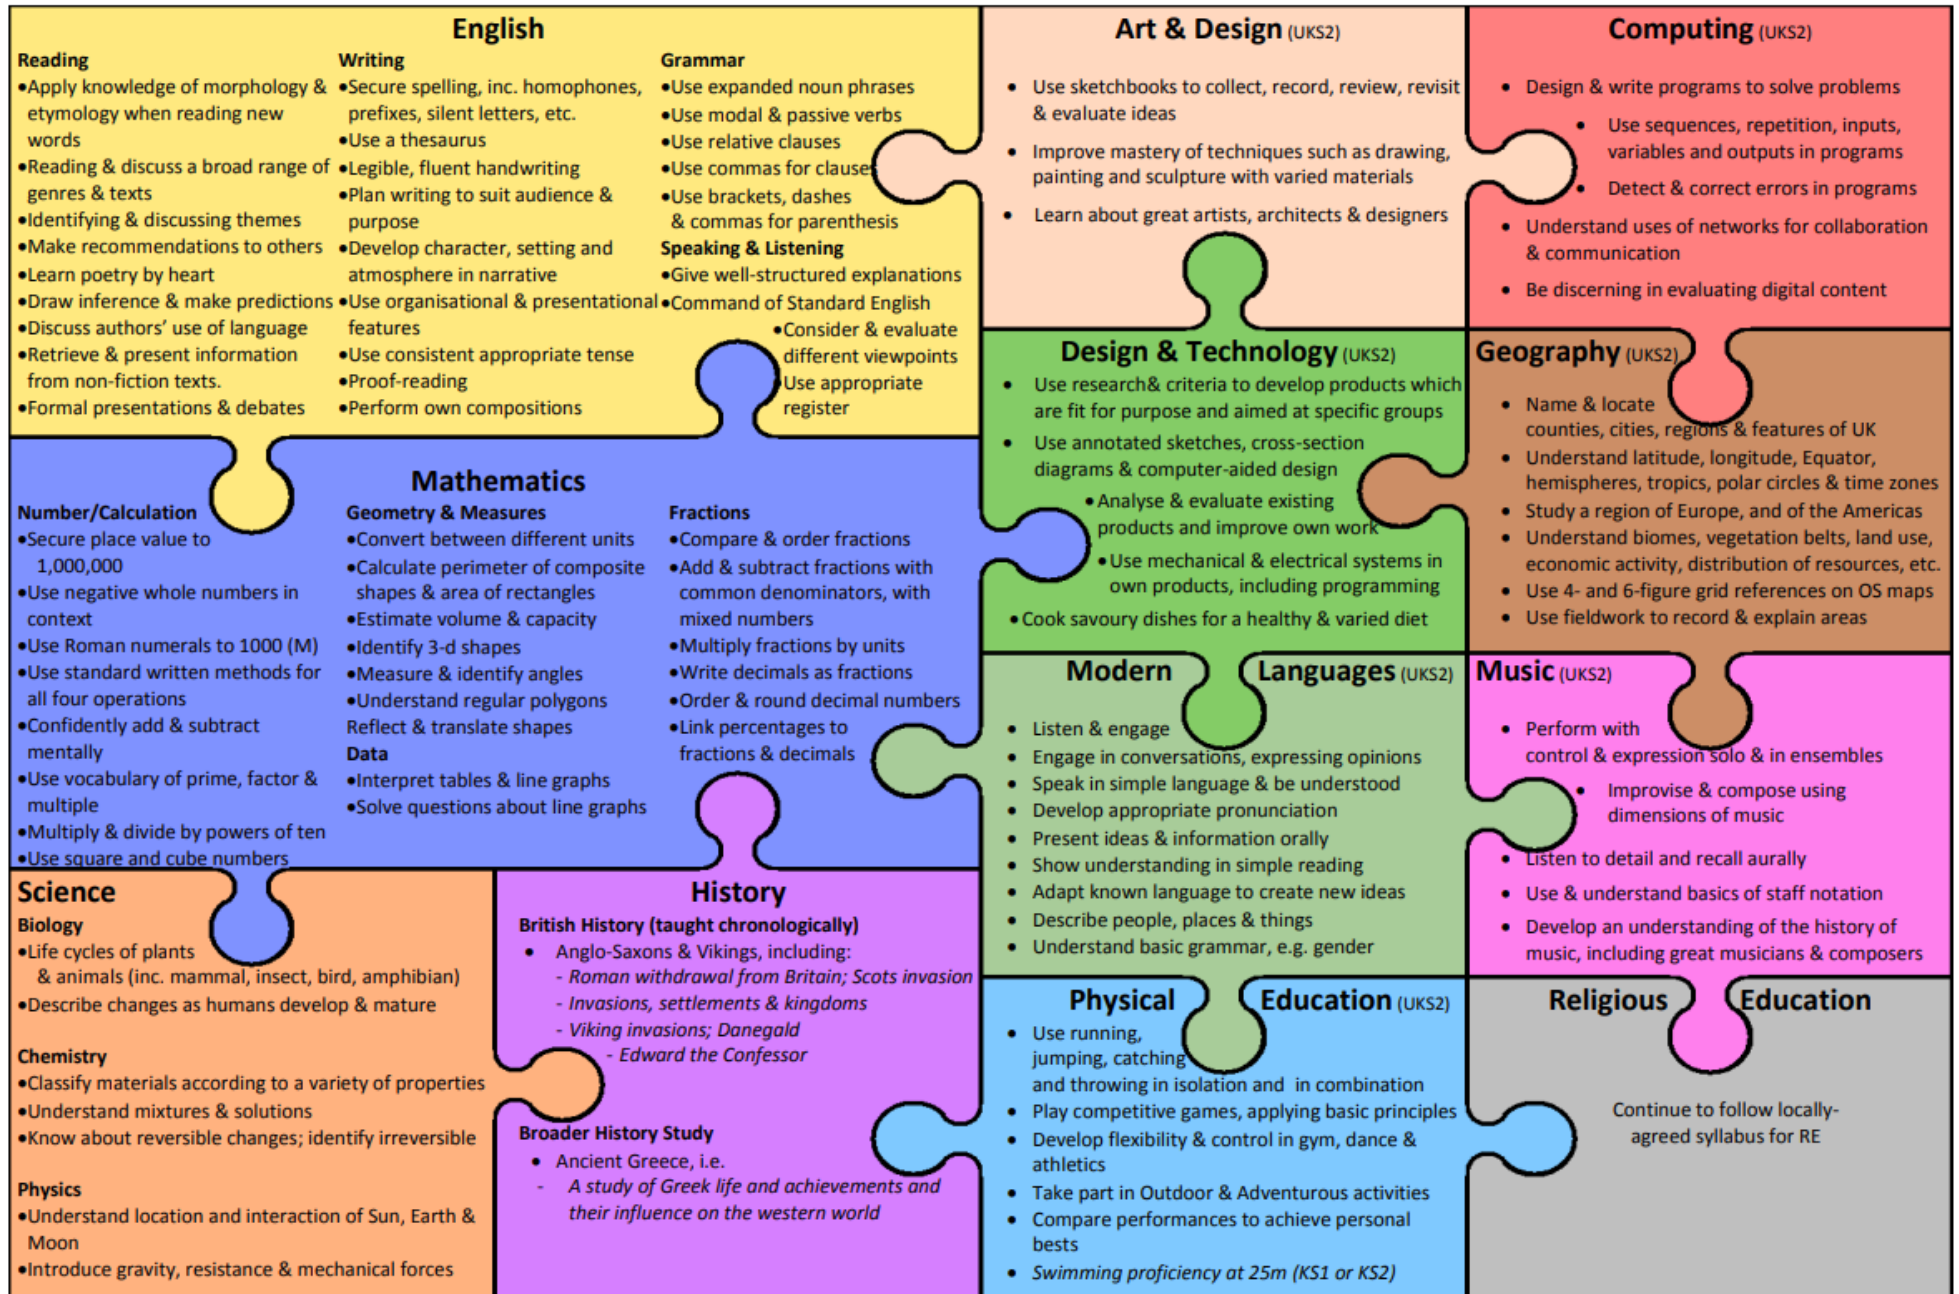 English
Reading
•Apply knowledge of morphology &
etymology when reading new
words
•Reading & discuss a broad range of
genres & texts
•Identifying & discussing themes
•Make recommendations to others
•Learn poetry by heart
•Draw inference & make predictions
•Discuss authors’ use of language
•Retrieve & present information
from non-fiction texts.
•Formal presentations & debates
Writing
•Secure spelling, inc. homophones,
prefixes, silent letters, etc.
•Use a thesaurus
•Legible, fluent handwriting
•Plan writing to suit audience &
purpose
•Develop character, setting and
atmosphere in narrative
•Use organisational & presentational
features
•Use consistent appropriate tense
•Proof-reading
•Perform own compositions
Grammar
•Use expanded noun phrases
•Use modal & passive verbs
•Use relative clauses
•Use commas for clauses
•Use brackets, dashes
& commas for parenthesis
Speaking & Listening
•Give well-structured explanations
•Command of Standard English
•Consider & evaluate
different viewpoints
•Use appropriate
register
Art & Design (UKS2)
• Use sketchbooks to collect, record, review, revisit
& evaluate ideas
• Improve mastery of techniques such as drawing,
painting and sculpture with varied materials
• Learn about great artists, architects & designers
Computing (UKS2)
• Design & write programs to solve problems
• Use sequences, repetition, inputs,
variables and outputs in programs
• Detect & correct errors in programs
• Understand uses of networks for collaboration
& communication
• Be discerning in evaluating digital content
Mathematics
Number/Calculation
•Secure place value to
1,000,000
•Use negative whole numbers in
context
•Use Roman numerals to 1000 (M)
•Use standard written methods for
all four operations
•Confidently add & subtract
mentally
•Use vocabulary of prime, factor &
multiple
•Multiply & divide by powers of ten
•Use square and cube numbers
Geometry & Measures
•Convert between different units
•Calculate perimeter of composite
shapes & area of rectangles
•Estimate volume & capacity
•Identify 3-d shapes
•Measure & identify angles
•Understand regular polygons
Reflect & translate shapes
Data
•Interpret tables & line graphs
•Solve questions about line graphs
Fractions
•Compare & order fractions
•Add & subtract fractions with
common denominators, with
mixed numbers
•Multiply fractions by units
•Write decimals as fractions
•Order & round decimal numbers
•Link percentages to
fractions & decimals
Design & Technology (UKS2)
• Use research& criteria to develop products which
are fit for purpose and aimed at specific groups
• Use annotated sketches, cross-section
diagrams & computer-aided design
•Analyse & evaluate existing
products and improve own work
•Use mechanical & electrical systems in
own products, including programming
•Cook savoury dishes for a healthy & varied diet
Geography (UKS2)
• Name & locate
counties, cities, regions & features of UK
• Understand latitude, longitude, Equator,
hemispheres, tropics, polar circles & time zones
• Study a region of Europe, and of the Americas
• Understand biomes, vegetation belts, land use,
economic activity, distribution of resources, etc.
• Use 4- and 6-figure grid references on OS maps
• Use fieldwork to record & explain areas
Modern Languages (UKS2)
• Listen & engage
• Engage in conversations, expressing opinions
• Speak in simple language & be understood
• Develop appropriate pronunciation
• Present ideas & information orally
• Show understanding in simple reading
• Adapt known language to create new ideas
• Describe people, places & things
• Understand basic grammar, e.g. gender
Music (UKS2)
• Perform with
control & expression solo & in ensembles
• Improvise & compose using
dimensions of music
• Listen to detail and recall aurally
• Use & understand basics of staff notation
• Develop an understanding of the history of
music, including great musicians & composers
Science
Biology
•Life cycles of plants
& animals (inc. mammal, insect, bird, amphibian)
•Describe changes as humans develop & mature
Chemistry
•Classify materials according to a variety of properties
•Understand mixtures & solutions
•Know about reversible changes; identify irreversible
Physics
•Understand location and interaction of Sun, Earth &
Moon
•Introduce gravity, resistance & mechanical forces
History
British History (taught chronologically)
• Anglo-Saxons & Vikings, including:
- Roman withdrawal from Britain; Scots invasion
- Invasions, settlements & kingdoms
- Viking invasions; Danegald
- Edward the Confessor
Broader History Study
• Ancient Greece, i.e.
- A study of Greek life and achievements and
their influence on the western world
Physical Education (UKS2)
• Use running,
jumping, catching
and throwing in isolation and in combination
• Play competitive games, applying basic principles
• Develop flexibility & control in gym, dance &
athletics
• Take part in Outdoor & Adventurous activities
• Compare performances to achieve personal
bests
• Swimming proficiency at 25m (KS1 or KS2)
Religious Education
Continue to follow locally-
agreed syllabus for RE